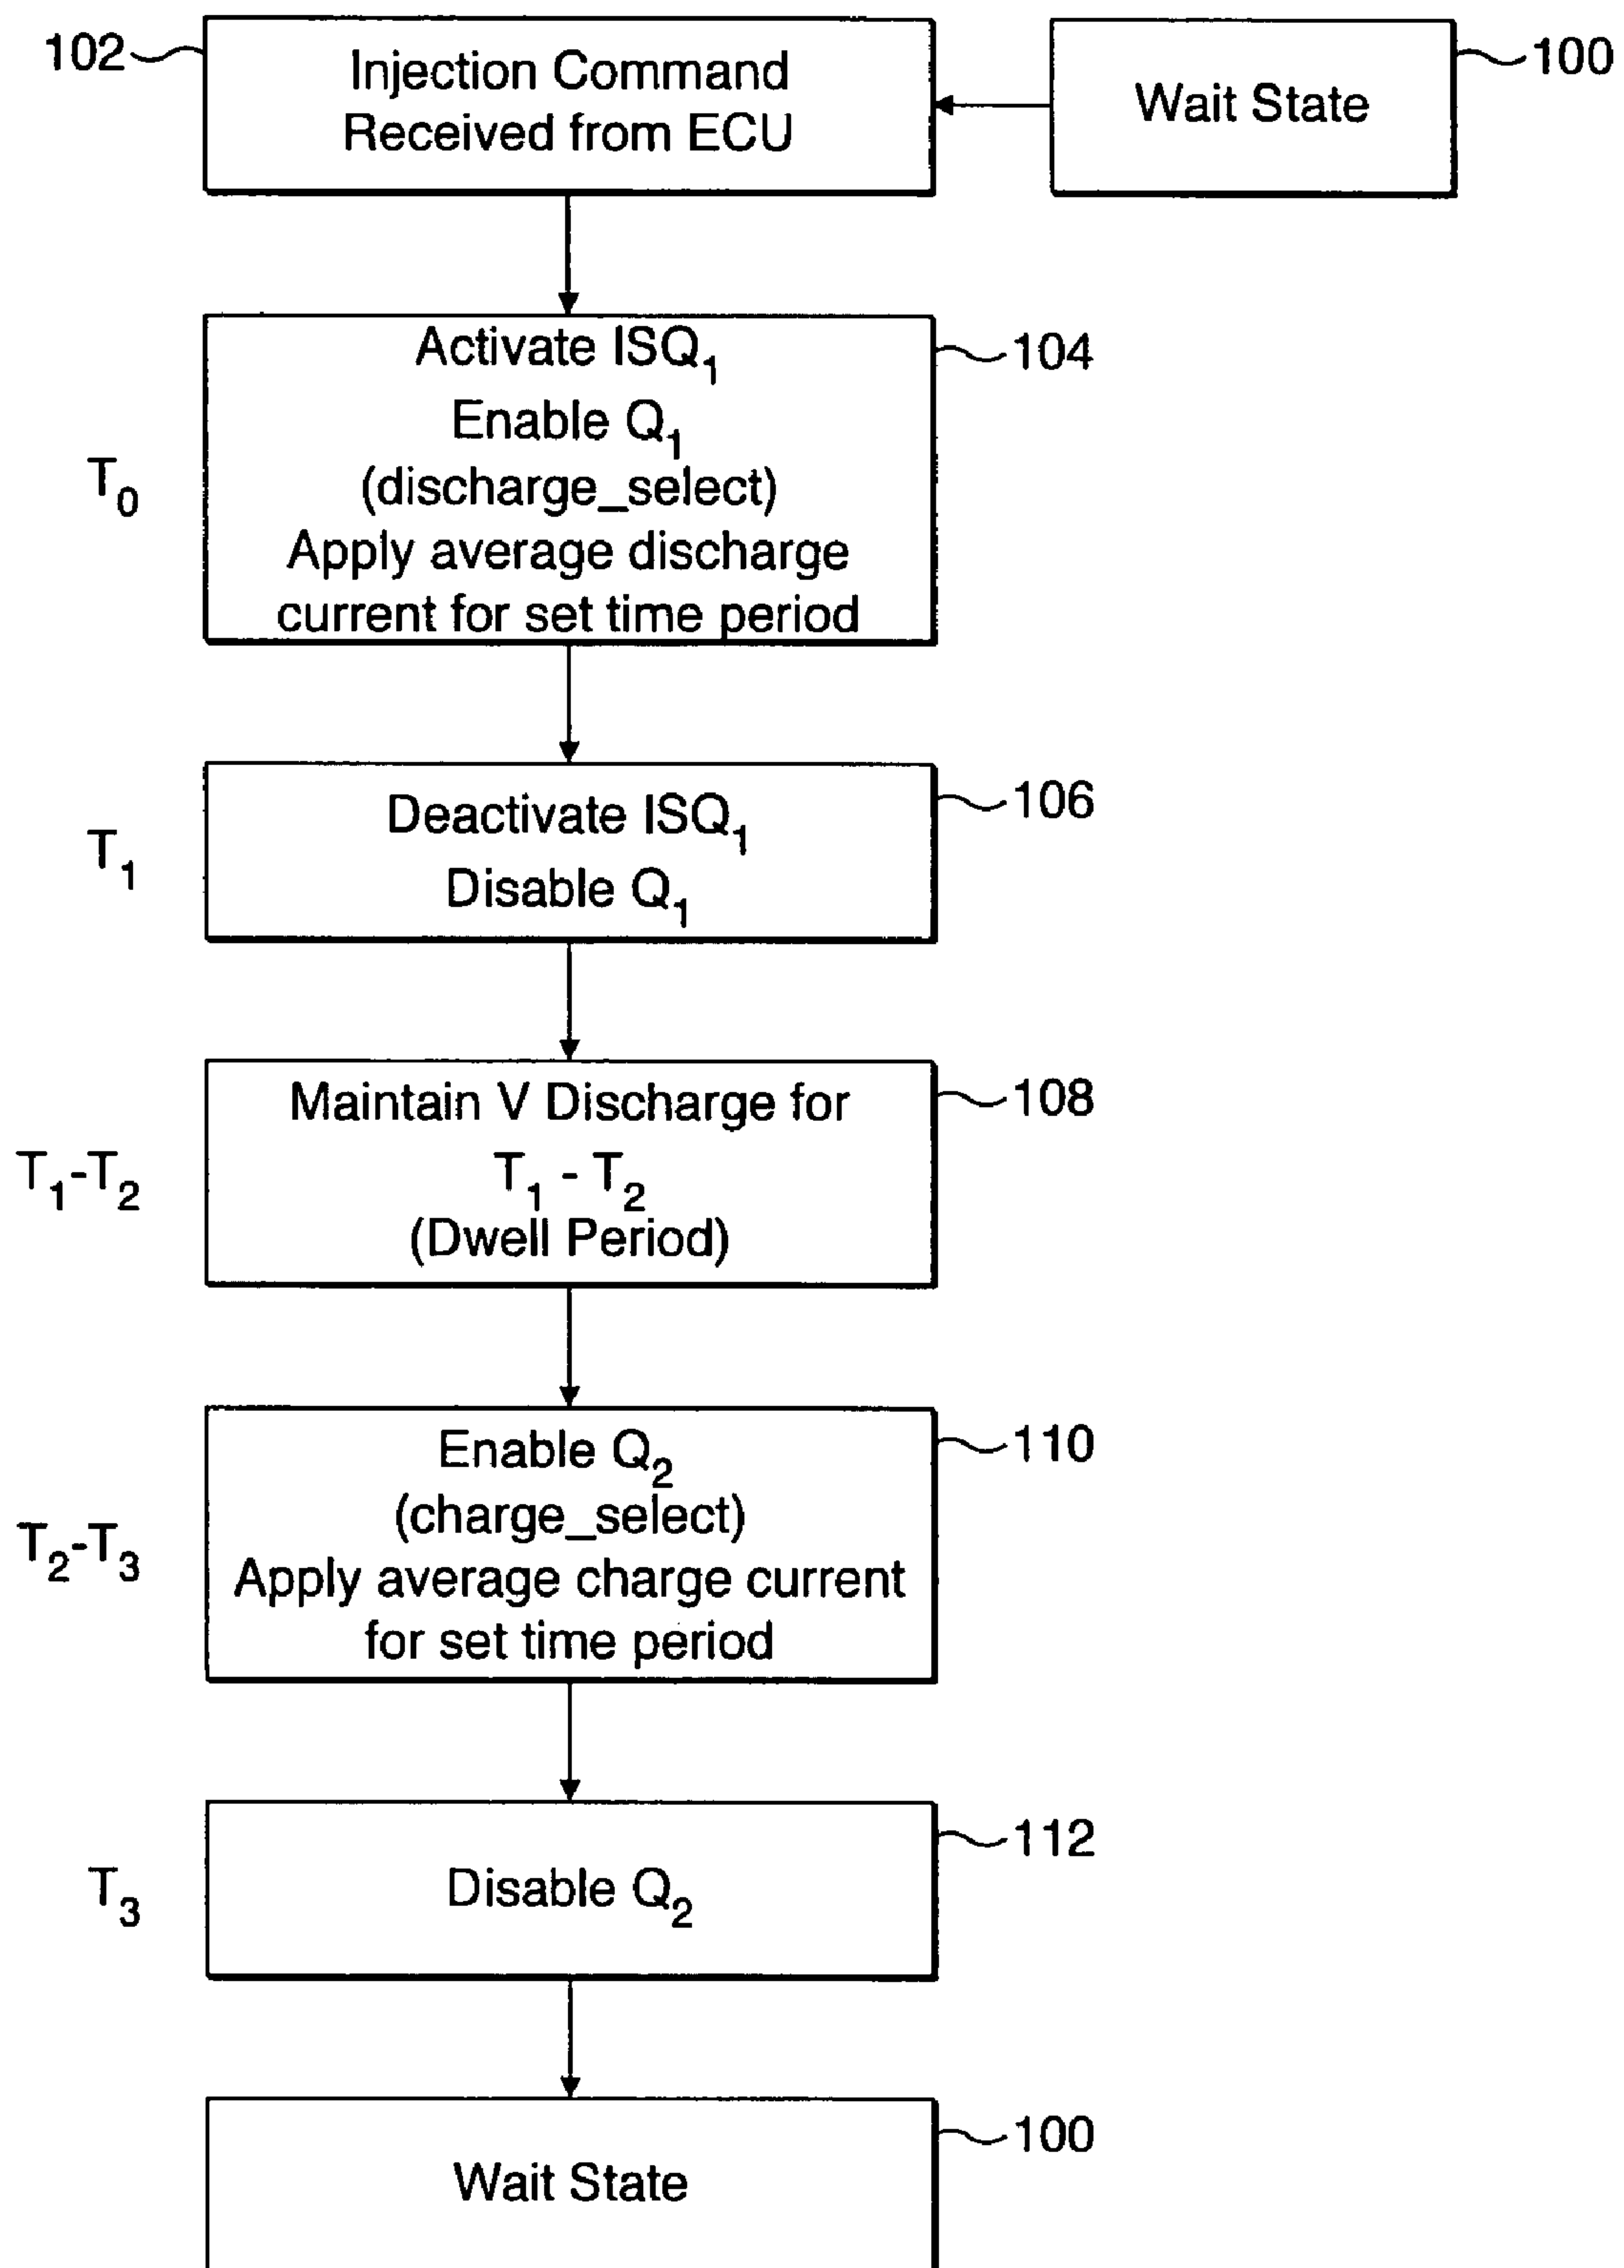 102
Injection Command
Received from ECU
Wait State
100
T₀
Activate ISQ₁
Enable Q₁
(discharge_select)
Apply average discharge
current for set time period
104
T₁
Deactivate ISQ₁
Disable Q₁
106
T₁-T₂
Maintain V Discharge for
T₁ - T₂
(Dwell Period)
108
T₂-T₃
Enable Q₂
(charge_select)
Apply average charge current
for set time period
110
T₃
Disable Q₂
112
Wait State
100